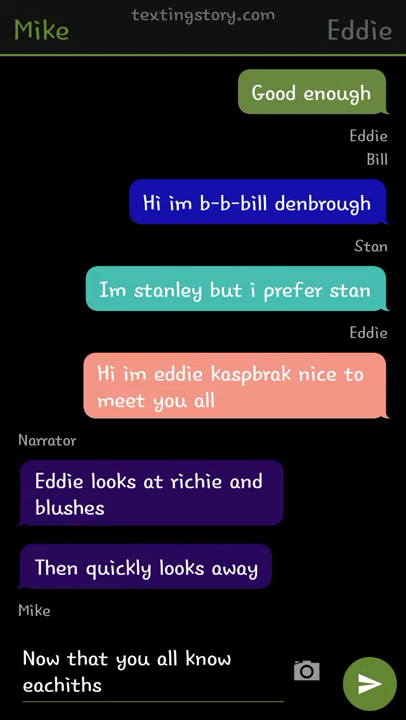 textingstory.com
Mike
Eddie
Good enough
Eddie
Bill
Hi im b-b-bill denbrough
Stan
Im stanley but i prefer stan
Eddie
Hi im eddie kaspbrak nice to
meet you all
Narrator
Eddie looks at richie and
blushes
Then quickly looks away
Mike
Now that you all know
eachiths